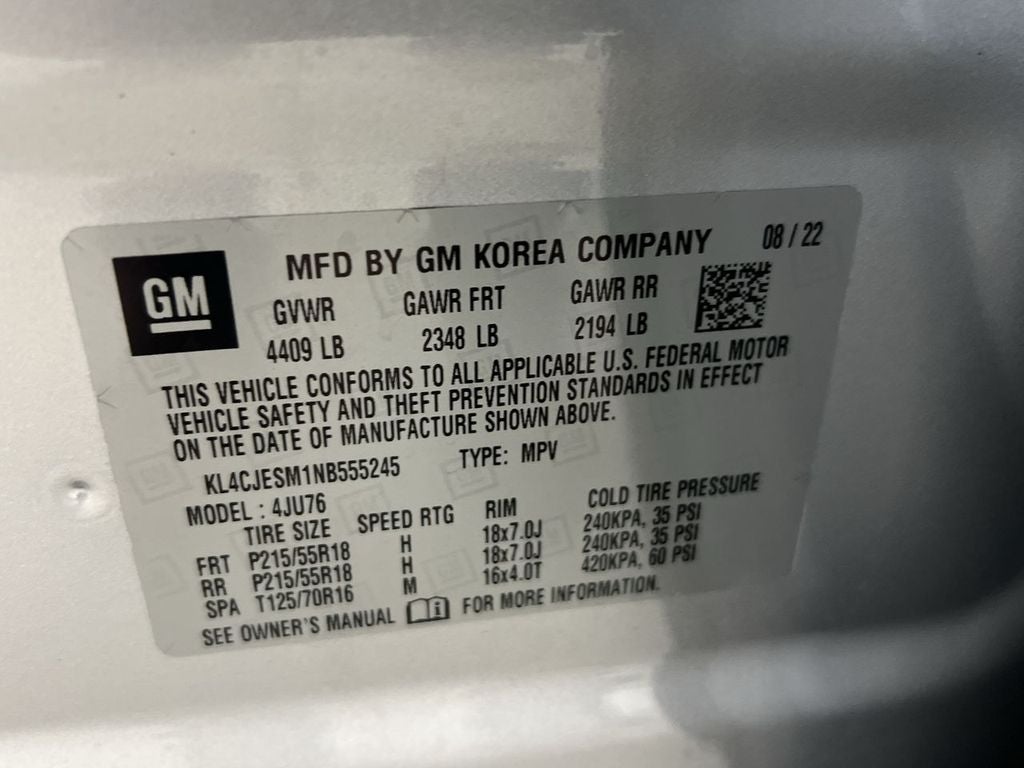 GM
MFD BY GM KOREA COMPANY 08 / 22
GVWR GAWR FRT GAWR RR
4409 LB 2348 LB 2194 LB
THIS VEHICLE CONFORMS TO ALL APPLICABLE U.S. FEDERAL MOTOR
VEHICLE SAFETY AND THEFT PREVENTION STANDARDS IN EFFECT
ON THE DATE OF MANUFACTURE SHOWN ABOVE.
KL4CJESM1NB555245 TYPE: MPV
MODEL : 4JU76
TIRE SIZE SPEED RTG RIM COLD TIRE PRESSURE
FRT P215/55R18 H 18x7.0J 240KPA, 35 PSI
RR P215/55R18 H 18x7.0J 240KPA, 35 PSI
SPA T125/70R16 M 16x4.0T 420KPA, 60 PSI
SEE OWNER'S MANUAL i FOR MORE INFORMATION.